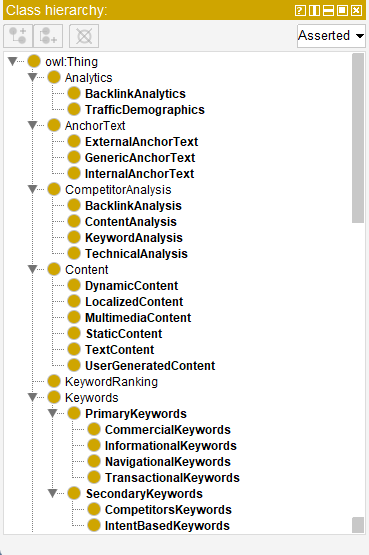 Class hierarchy:
Asserted
owl:Thing
Analytics
BacklinkAnalytics
TrafficDemographics
AnchorText
ExternalAnchorText
GenericAnchorText
InternalAnchorText
CompetitorAnalysis
BacklinkAnalysis
ContentAnalysis
KeywordAnalysis
TechnicalAnalysis
Content
DynamicContent
LocalizedContent
MultimediaContent
StaticContent
TextContent
UserGeneratedContent
KeywordRanking
Keywords
PrimaryKeywords
CommercialKeywords
InformationalKeywords
NavigationalKeywords
TransactionalKeywords
SecondaryKeywords
CompetitorsKeywords
IntentBasedKeywords